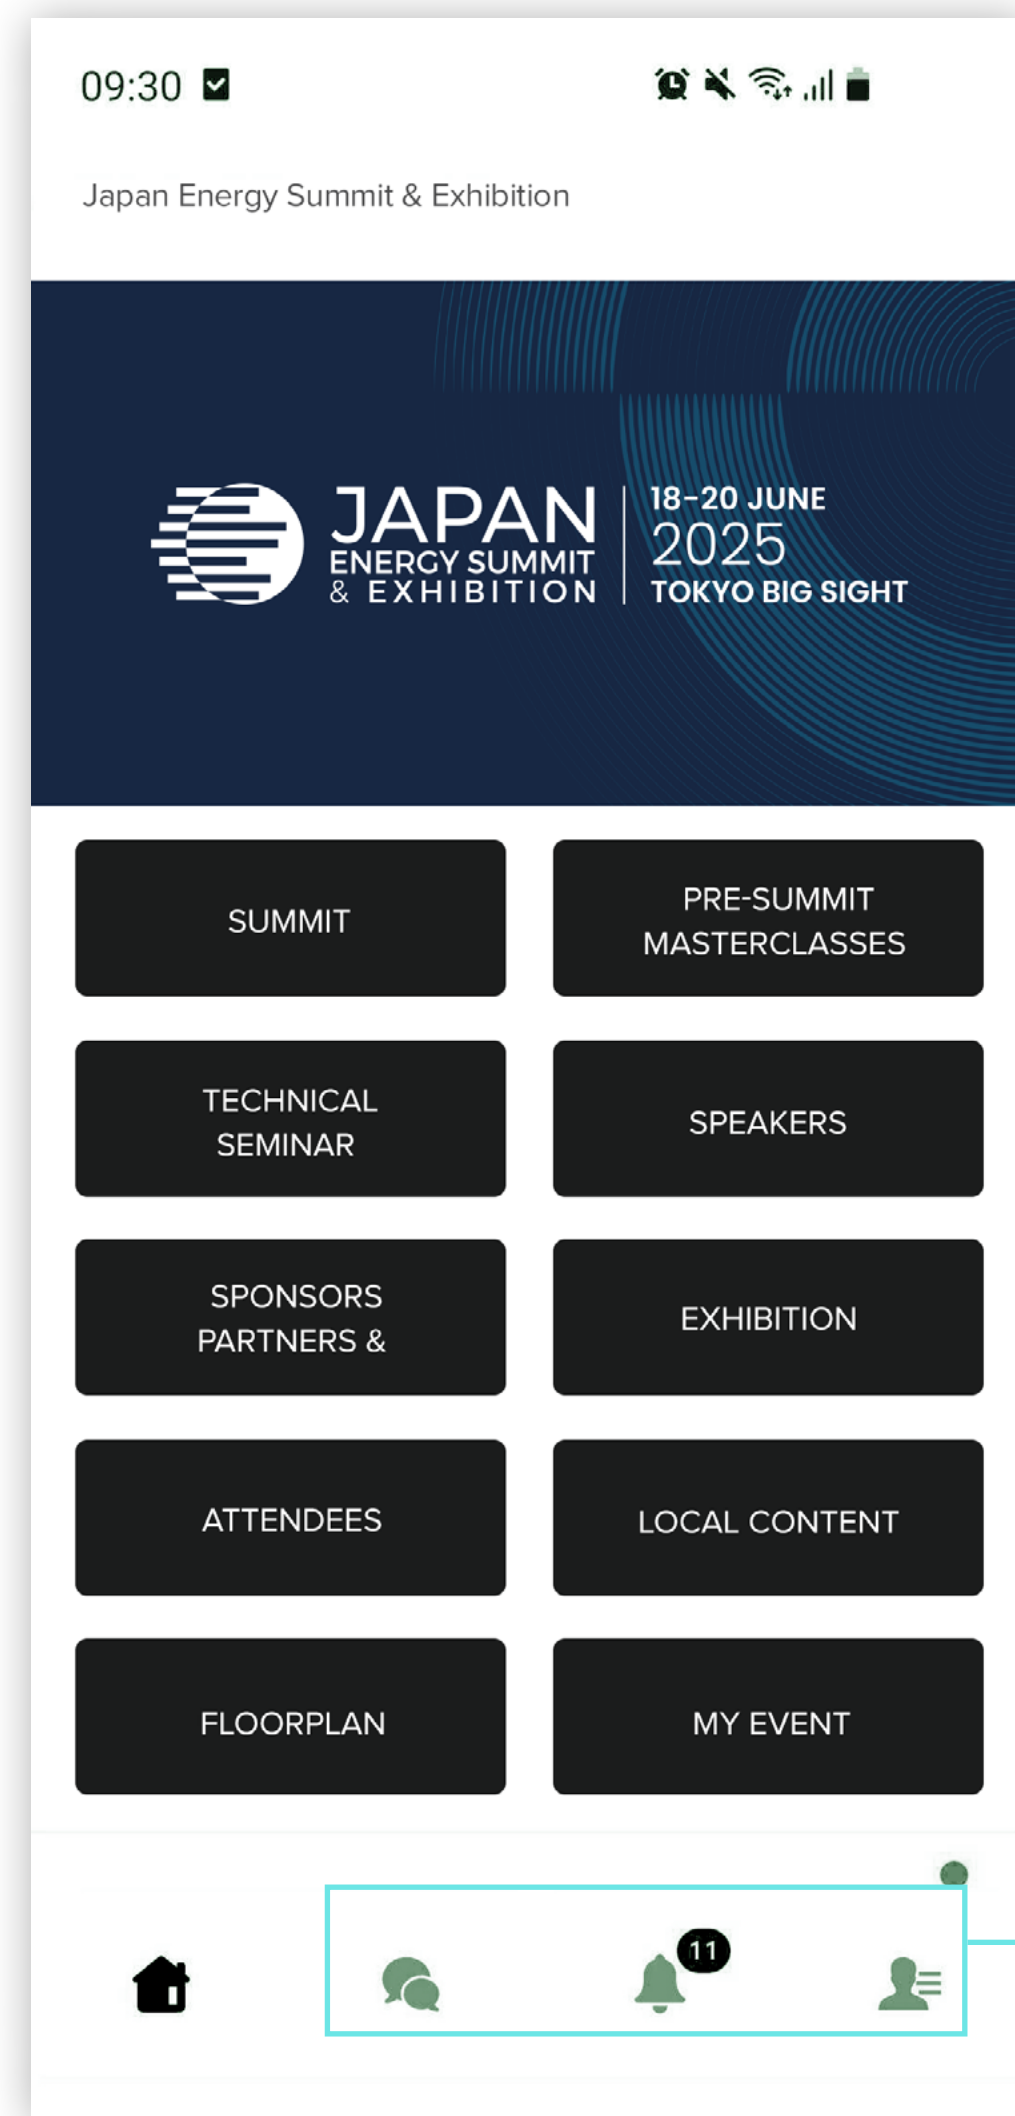 09:30
Japan Energy Summit & Exhibition
JAPAN
ENERGY SUMMIT
& EXHIBITION
18-20 JUNE
2025
TOKYO BIG SIGHT
SUMMIT
PRE-SUMMIT
MASTERCLASSES
TECHNICAL
SEMINAR
SPEAKERS
SPONSORS
PARTNERS &
EXHIBITION
ATTENDEES
LOCAL CONTENT
FLOORPLAN
MY EVENT
11